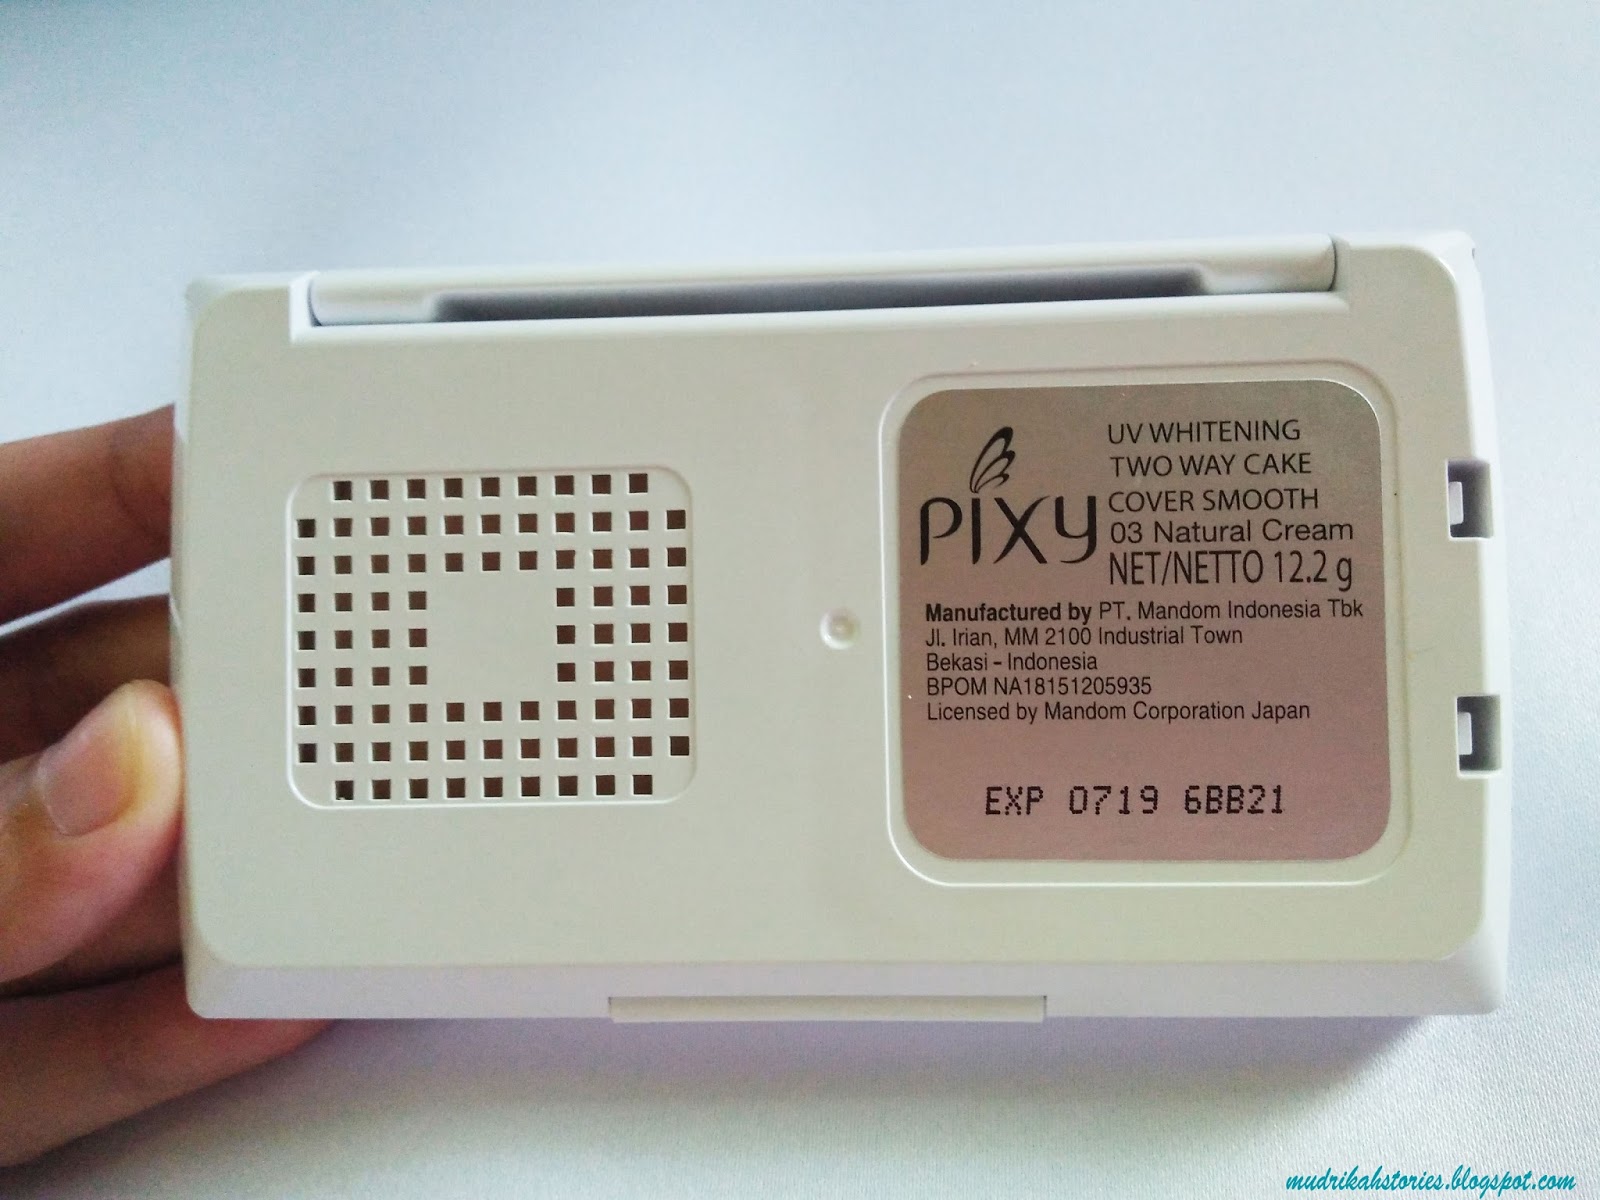 PIXY
UV WHITENING
TWO WAY CAKE
COVER SMOOTH
03 Natural Cream
NET/NETTO 12.2 g
Manufactured by PT. Mandom Indonesia Tbk
Jl. Irian, MM 2100 Industrial Town
Bekasi - Indonesia
BPOM NA18151205935
Licensed by Mandom Corporation Japan
EXP 0719 6BB21
mudrikahstories.blogspot.com